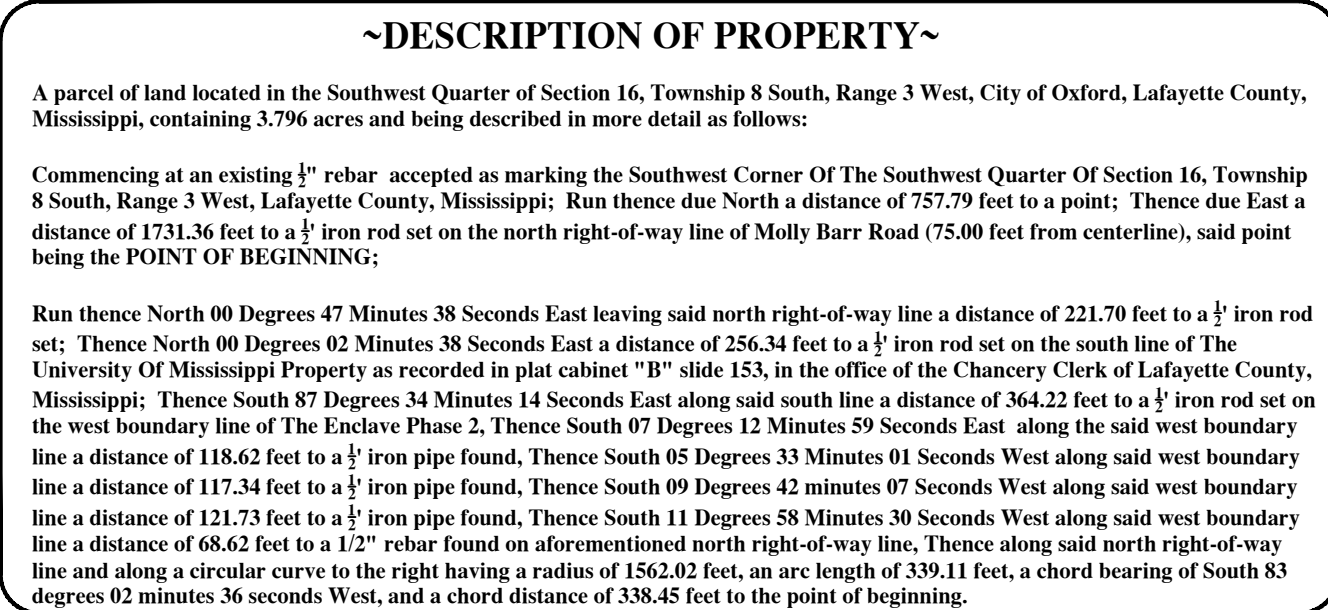 ~DESCRIPTION OF PROPERTY~
A parcel of land located in the Southwest Quarter of Section 16, Township 8 South, Range 3 West, City of Oxford, Lafayette County,
Mississippi, containing 3.796 acres and being described in more detail as follows:
Commencing at an existing ½" rebar  accepted as marking the Southwest Corner Of The Southwest Quarter Of Section 16, Township
8 South, Range 3 West, Lafayette County, Mississippi;  Run thence due North a distance of 757.79 feet to a point;  Thence due East a
distance of 1731.36 feet to a ½' iron rod set on the north right-of-way line of Molly Barr Road (75.00 feet from centerline), said point
being the POINT OF BEGINNING;
Run thence North 00 Degrees 47 Minutes 38 Seconds East leaving said north right-of-way line a distance of 221.70 feet to a ½' iron rod
set;  Thence North 00 Degrees 02 Minutes 38 Seconds East a distance of 256.34 feet to a ½' iron rod set on the south line of The
University Of Mississippi Property as recorded in plat cabinet "B" slide 153, in the office of the Chancery Clerk of Lafayette County,
Mississippi;  Thence South 87 Degrees 34 Minutes 14 Seconds East along said south line a distance of 364.22 feet to a ½' iron rod set on
the west boundary line of The Enclave Phase 2, Thence South 07 Degrees 12 Minutes 59 Seconds East  along the said west boundary
line a distance of 118.62 feet to a ½' iron pipe found, Thence South 05 Degrees 33 Minutes 01 Seconds West along said west boundary
line a distance of 117.34 feet to a ½' iron pipe found, Thence South 09 Degrees 42 minutes 07 Seconds West along said west boundary
line a distance of 121.73 feet to a ½' iron pipe found, Thence South 11 Degrees 58 Minutes 30 Seconds West along said west boundary
line a distance of 68.62 feet to a 1/2" rebar found on aforementioned north right-of-way line, Thence along said north right-of-way
line and along a circular curve to the right having a radius of 1562.02 feet, an arc length of 339.11 feet, a chord bearing of South 83
degrees 02 minutes 36 seconds West, and a chord distance of 338.45 feet to the point of beginning.